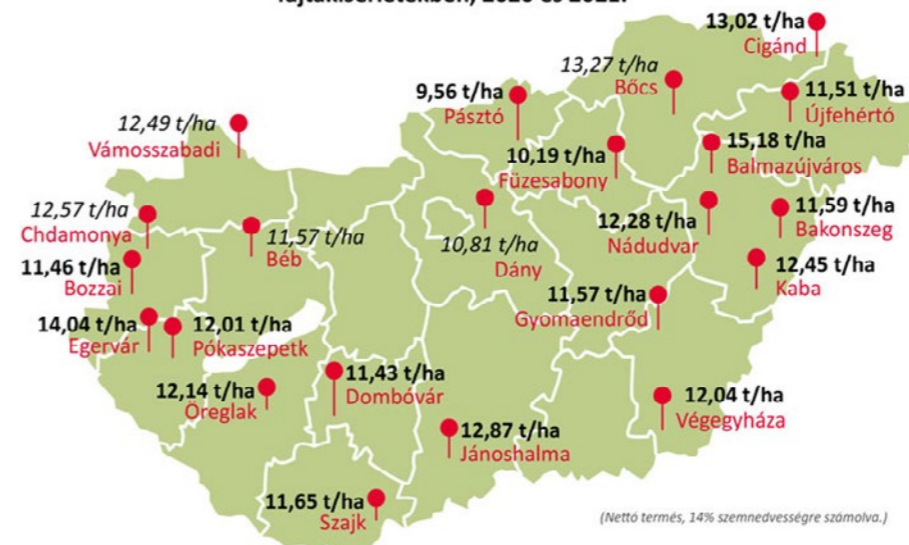 fajtakísérletekben, 2020 és 2021.
13,02 t/ha
Cigánd
13,27 t/ha
Bőcs
9,56 t/ha
Pásztó
11,51 t/ha
Újfehértó
12,49 t/ha
Vámosszabadi
10,19 t/ha
Füzesabony
15,18 t/ha
Balmazújváros
12,57 t/ha
Chdamonya
11,57 t/ha
Béb
10,81 t/ha
Dány
12,28 t/ha
Nádudvar
11,59 t/ha
Bakonszeg
11,46 t/ha
Bozzai
12,45 t/ha
Kaba
11,57 t/ha
Gyomaendrőd
14,04 t/ha
Egervár
12,01 t/ha
Pókaszepetk
12,14 t/ha
Öreglak
11,43 t/ha
Dombóvár
12,04 t/ha
Végegyháza
12,87 t/ha
Jánoshalma
11,65 t/ha
Szajk
(Nettó termés, 14% szemnedvességre számolva.)